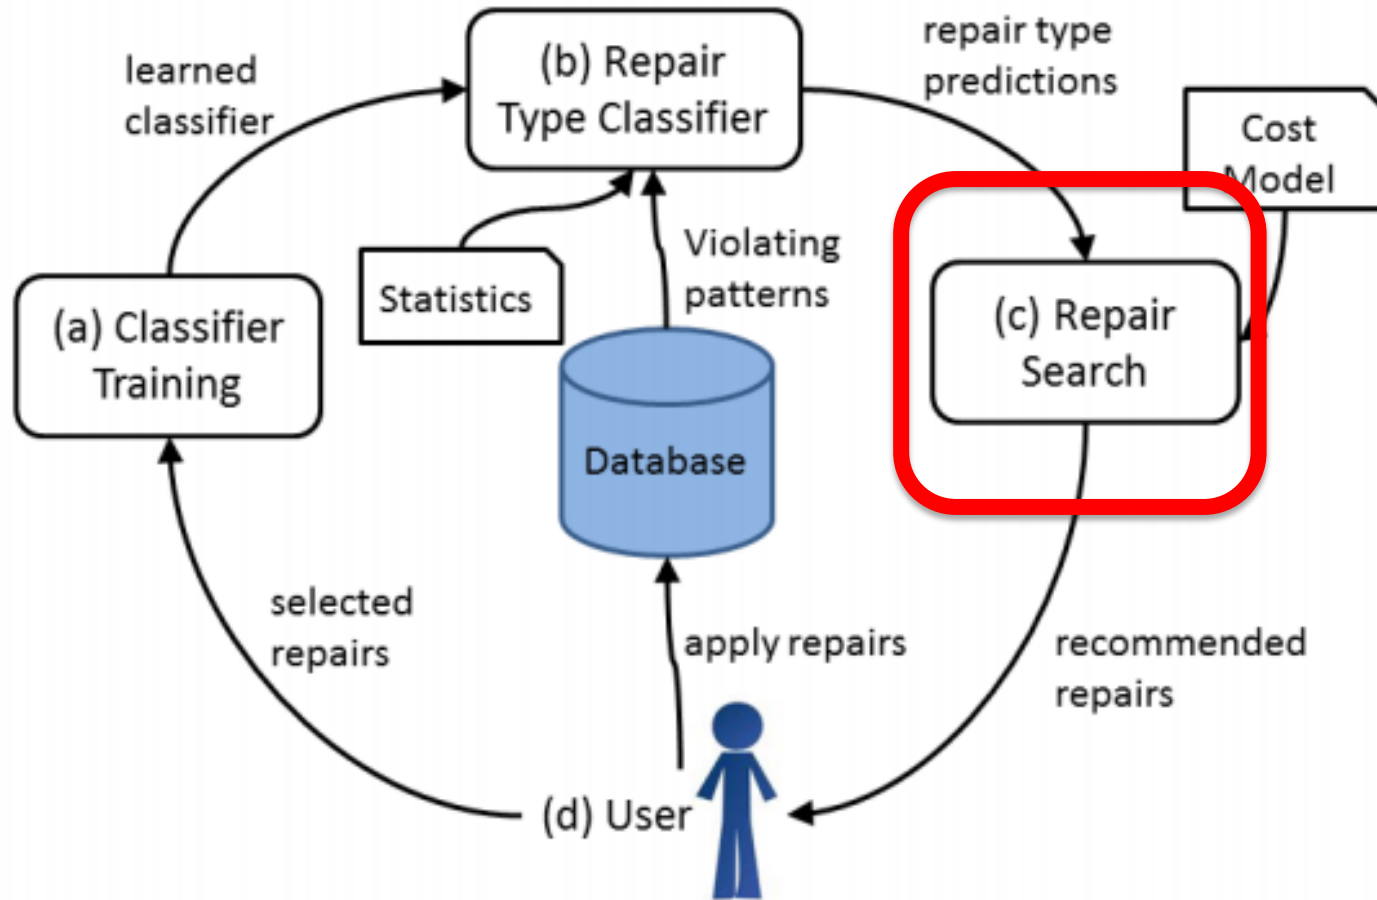 learned
classifier
(b) Repair
Type Classifier
repair type
predictions
Cost
Model
Statistics
Violating
patterns
(a) Classifier
Training
(c) Repair
Search
Database
selected
repairs
apply repairs
recommended
repairs
(d) User